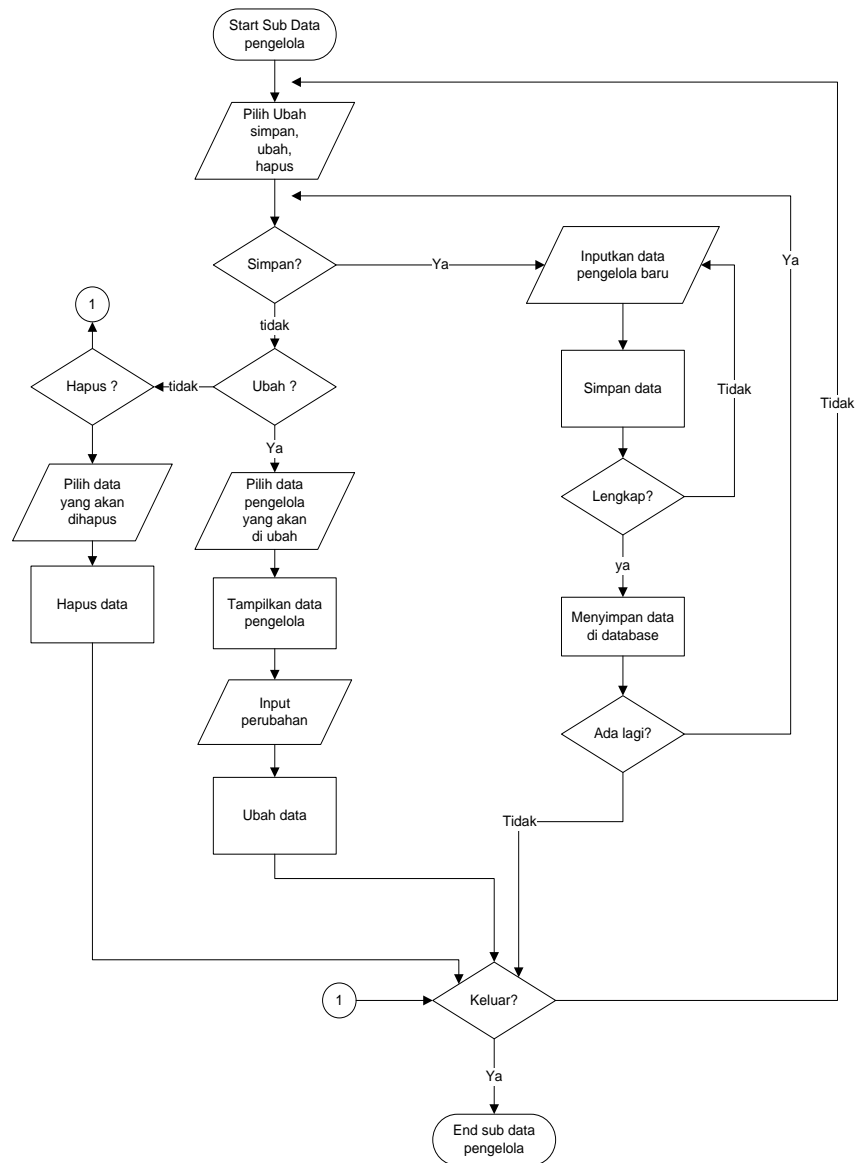 Start Sub Data
pengelola
Pilih Ubah
simpan,
ubah,
hapus
Simpan?
Ya
Inputkan data
pengelola baru
Ya
tidak
1
Hapus ?
tidak
Ubah ?
Simpan data
Tidak
Tidak
Ya
Pilih data
yang akan
dihapus
Pilih data
pengelola
yang akan
di ubah
Lengkap?
ya
Hapus data
Tampilkan data
pengelola
Menyimpan data
di database
Input
perubahan
Ada lagi?
Ubah data
Tidak
1
Keluar?
Ya
End sub data
pengelola